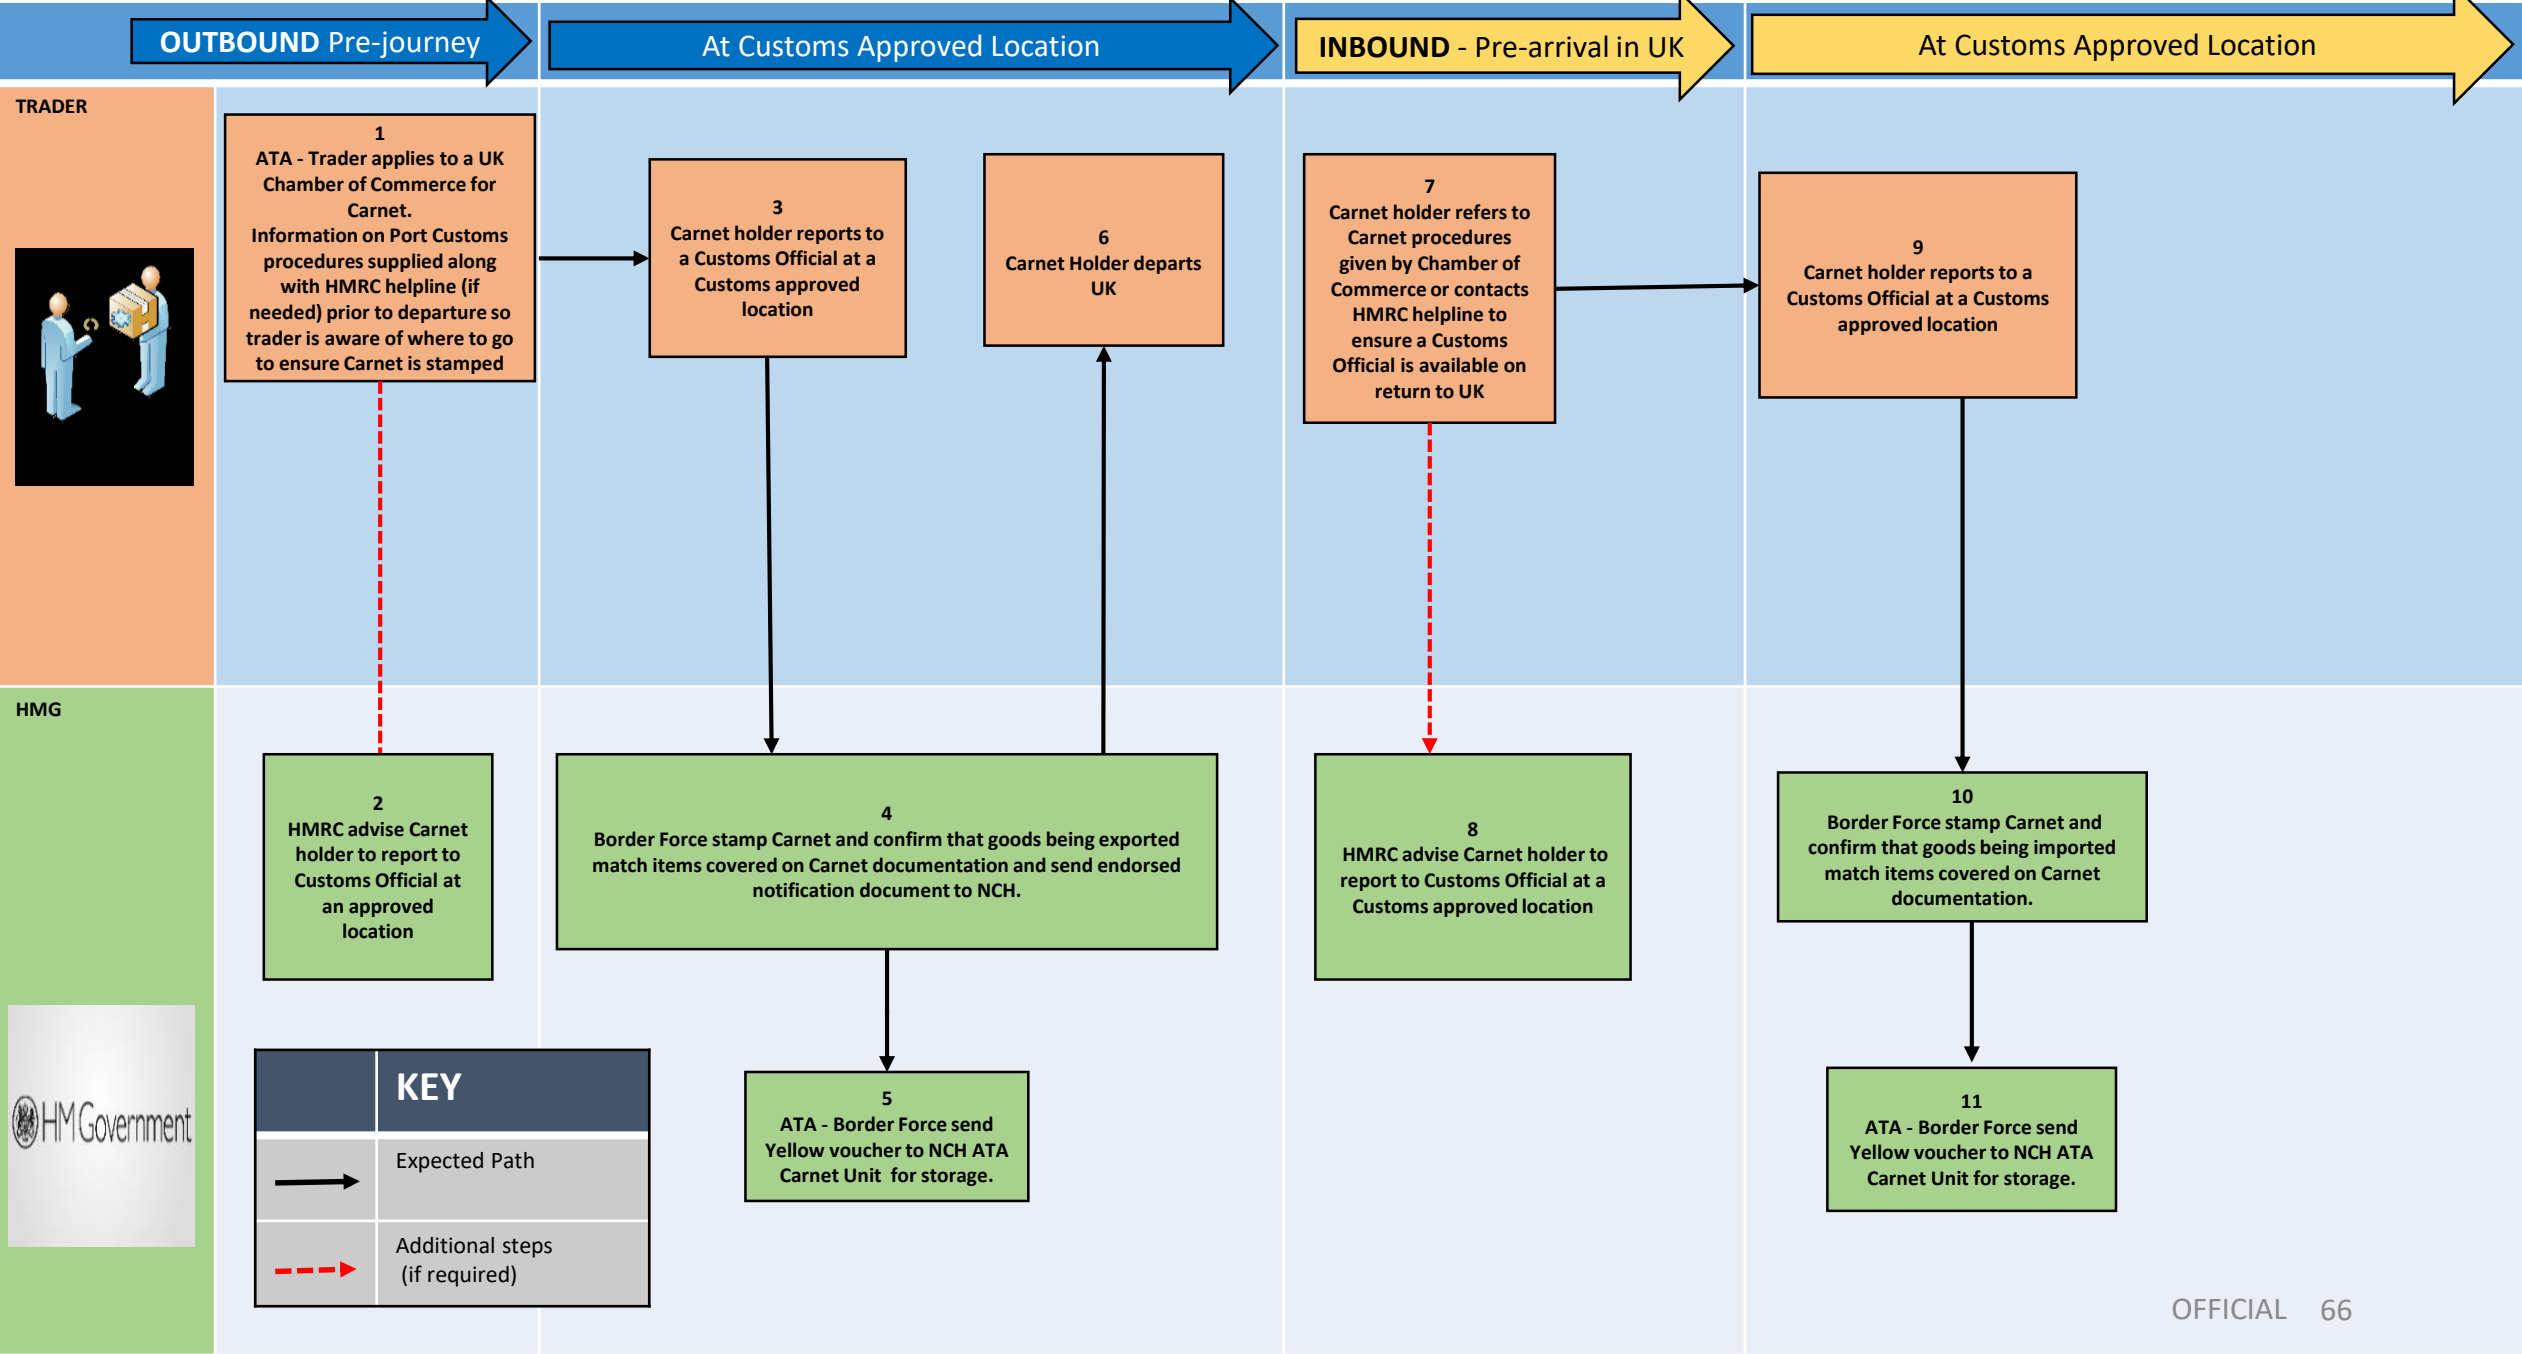 OUTBOUND Pre-journey
At Customs Approved Location
INBOUND - Pre-arrival in UK
At Customs Approved Location
TRADER
1
ATA - Trader applies to a UK
Chamber of Commerce for
Carnet.
Information on Port Customs
procedures supplied along
with HMRC helpline (if
needed) prior to departure so
trader is aware of where to go
to ensure Carnet is stamped
3
Carnet holder reports to
a Customs Official at a
Customs approved
location
6
Carnet Holder departs
UK
7
Carnet holder refers to
Carnet procedures
given by Chamber of
Commerce or contacts
HMRC helpline to
ensure a Customs
Official is available on
return to UK
9
Carnet holder reports to a
Customs Official at a Customs
approved location
HMG
2
HMRC advise Carnet
holder to report to
Customs Official at
an approved
location
4
Border Force stamp Carnet and confirm that goods being exported
match items covered on Carnet documentation and send endorsed
notification document to NCH.
8
HMRC advise Carnet holder to
report to Customs Official at a
Customs approved location
10
Border Force stamp Carnet and
confirm that goods being imported
match items covered on Carnet
documentation.
HM Government
KEY
Expected Path
Additional steps
(if required)
5
ATA - Border Force send
Yellow voucher to NCH ATA
Carnet Unit for storage.
11
ATA - Border Force send
Yellow voucher to NCH ATA
Carnet Unit for storage.
OFFICIAL 66